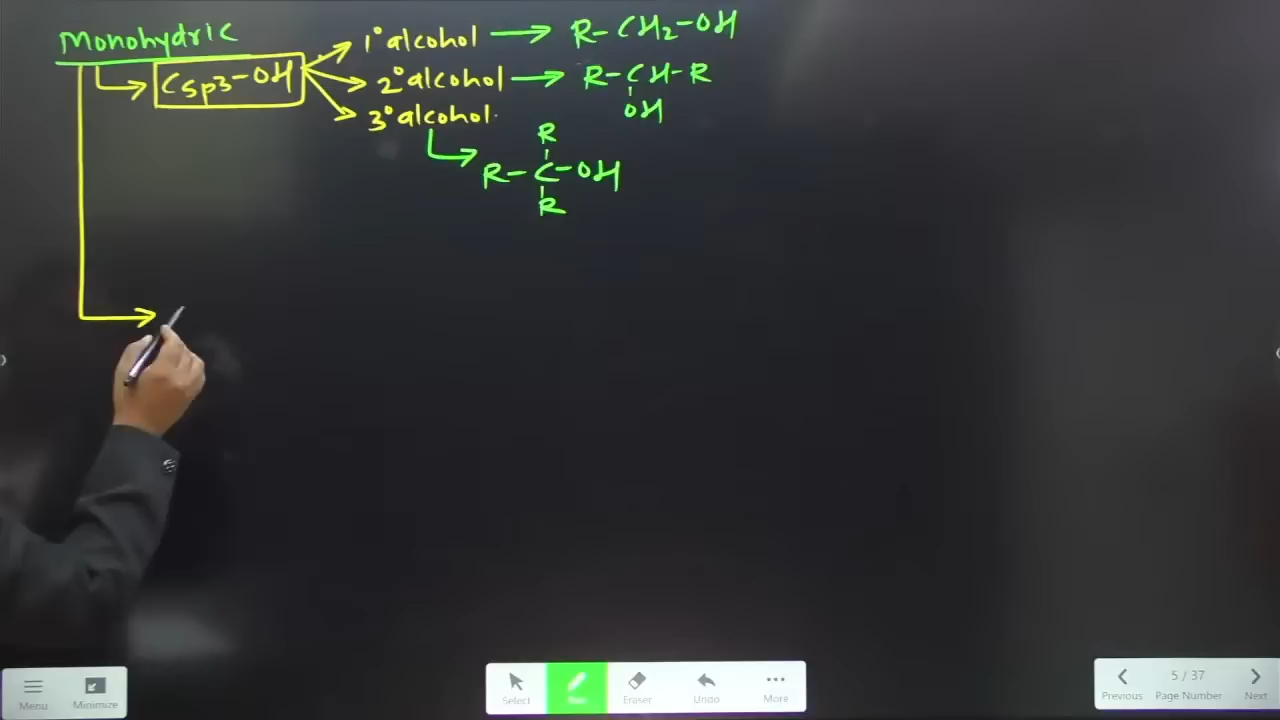 Monohydric
Csp3-OH
1° alcohol → R-CH2-OH
2° alcohol → R-CH-R
OH
3° alcohol
R
R-C-OH
R
Menu
Minimize
Select
Eraser
Undo
More
Previous
5 / 37
Page Number
Next